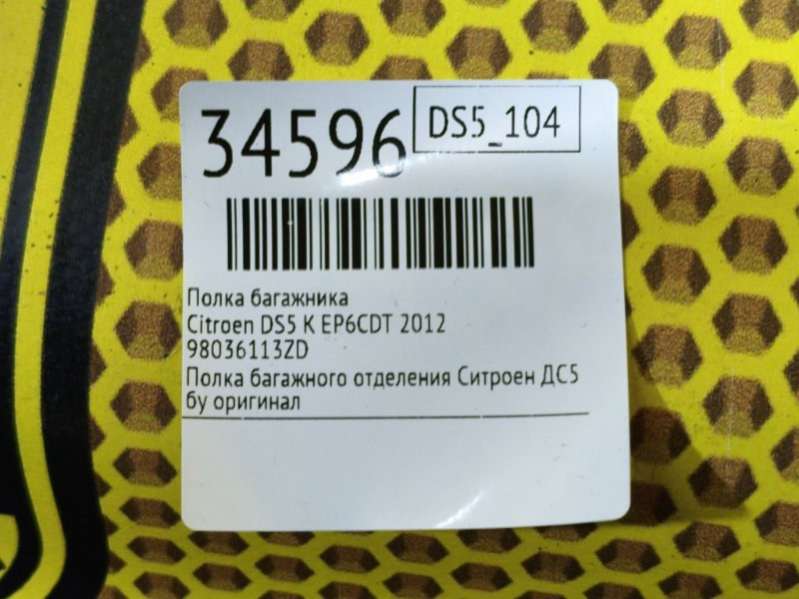 34596
DS5_104
Полка багажника
Citroen DS5 K EP6CDT 2012
98036113ZD
Полка багажного отделения Ситроен ДС5
бу оригинал